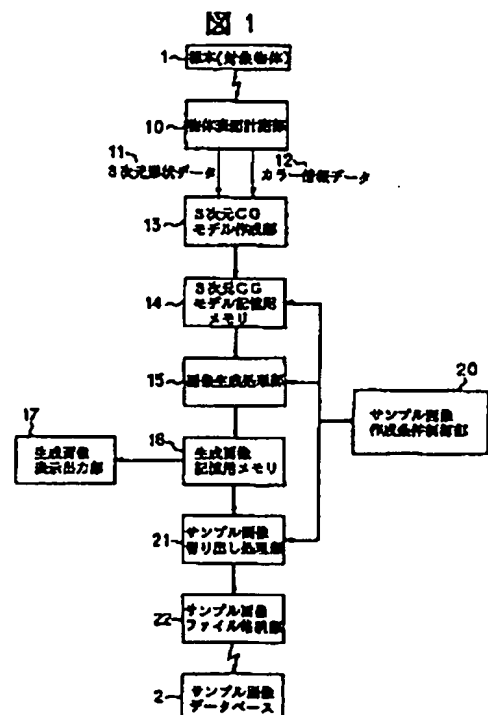 図 1
1
標本(対象物体)
10
物体表面計測部
11
3次元形状データ
12
カラー情報データ
13
3次元CG
モデル作成部
14
3次元CG
モデル記憶用
メモリ
15
画像生成処理部
20
サンプル画像
作成条件制御部
17
生成画像
表示出力部
16
生成画像
記憶用メモリ
21
サンプル画像
切り出し処理部
22
サンプル画像
ファイル格納部
2
サンプル画像
データベース